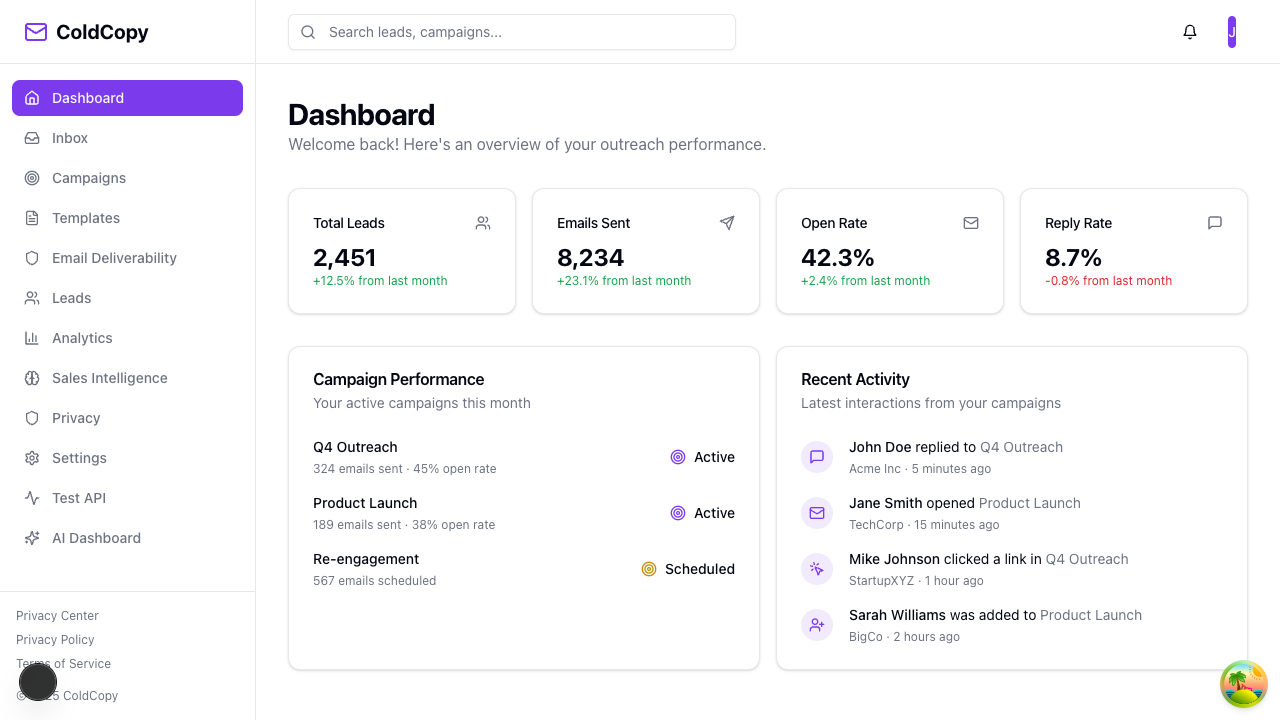 ColdCopy
Search leads, campaigns...
J
Dashboard
Inbox
Campaigns
Templates
Email Deliverability
Leads
Analytics
Sales Intelligence
Privacy
Settings
Test API
AI Dashboard
Privacy Center
Privacy Policy
Terms of Service
ColdCopy
Dashboard
Welcome back! Here's an overview of your outreach performance.
Total Leads
2,451
+12.5% from last month
Emails Sent
8,234
+23.1% from last month
Open Rate
42.3%
+2.4% from last month
Reply Rate
8.7%
-0.8% from last month
Campaign Performance
Your active campaigns this month
Q4 Outreach
324 emails sent · 45% open rate
Active
Product Launch
189 emails sent · 38% open rate
Active
Re-engagement
567 emails scheduled
Scheduled
Recent Activity
Latest interactions from your campaigns
John Doe replied to Q4 Outreach
Acme Inc · 5 minutes ago
Jane Smith opened Product Launch
TechCorp · 15 minutes ago
Mike Johnson clicked a link in Q4 Outreach
StartupXYZ · 1 hour ago
Sarah Williams was added to Product Launch
BigCo · 2 hours ago